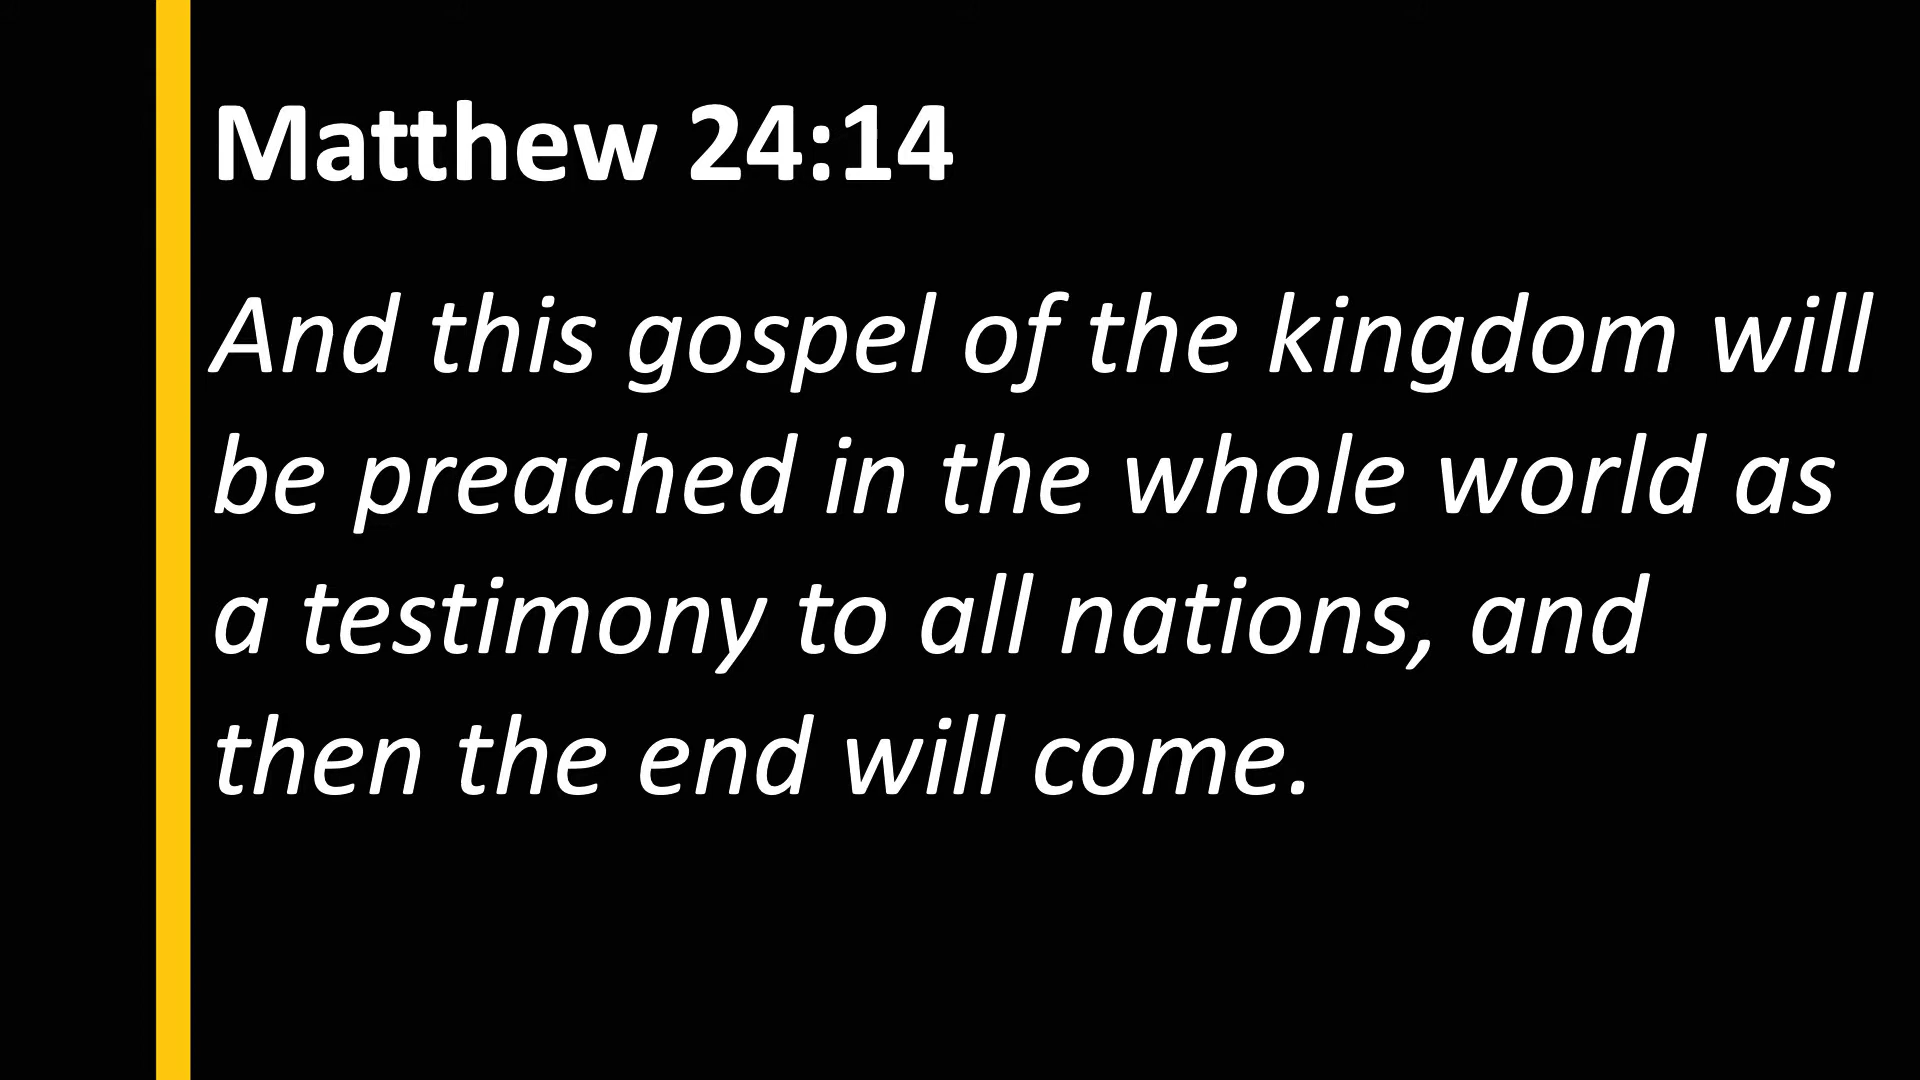 Matthew 24:14
And this gospel of the kingdom will
be preached in the whole world as
a testimony to all nations, and
then the end will come.